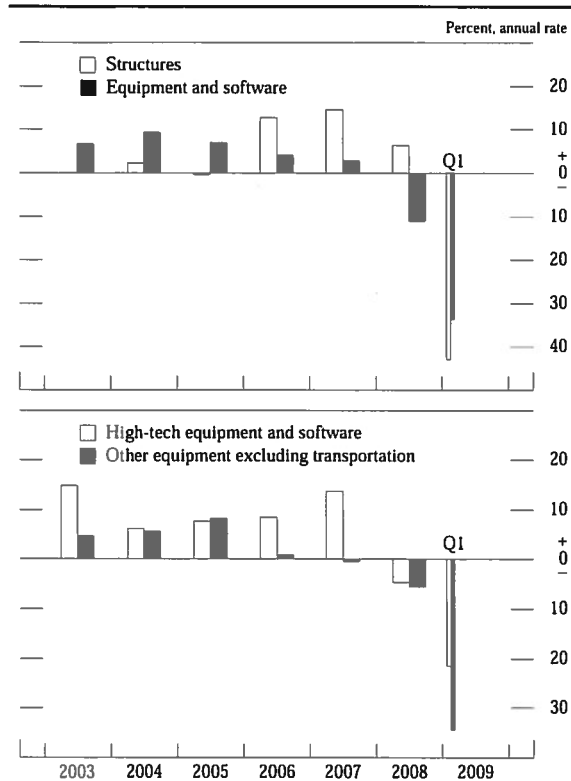 Percent, annual rate
Structures
Equipment and software
20
10
Q1
+
0
−
10
20
30
40
High-tech equipment and software
Other equipment excluding transportation
20
10
Q1
+
0
−
10
20
30
2003 2004 2005 2006 2007 2008 2009